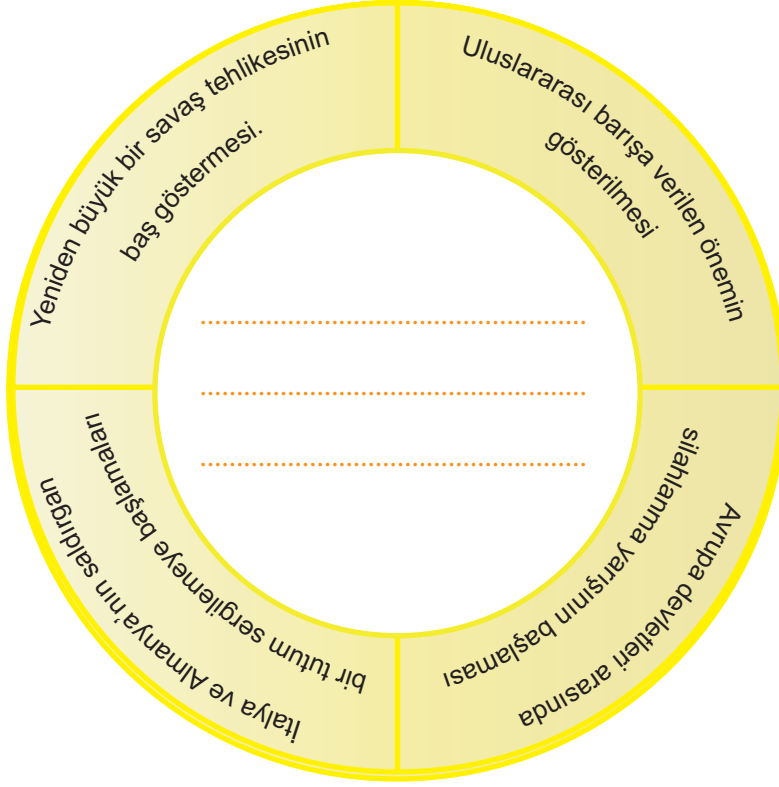 Yeniden büyük bir savaş tehlikesinin
baş göstermesi.
Uluslararası barışa verilen önemin
gösterilmesi
İtalya ve Almanya'nın saldırgan
bir tutum sergilemeye başlamaları
Avrupa devletleri arasında
silahlanma yarışının başlaması